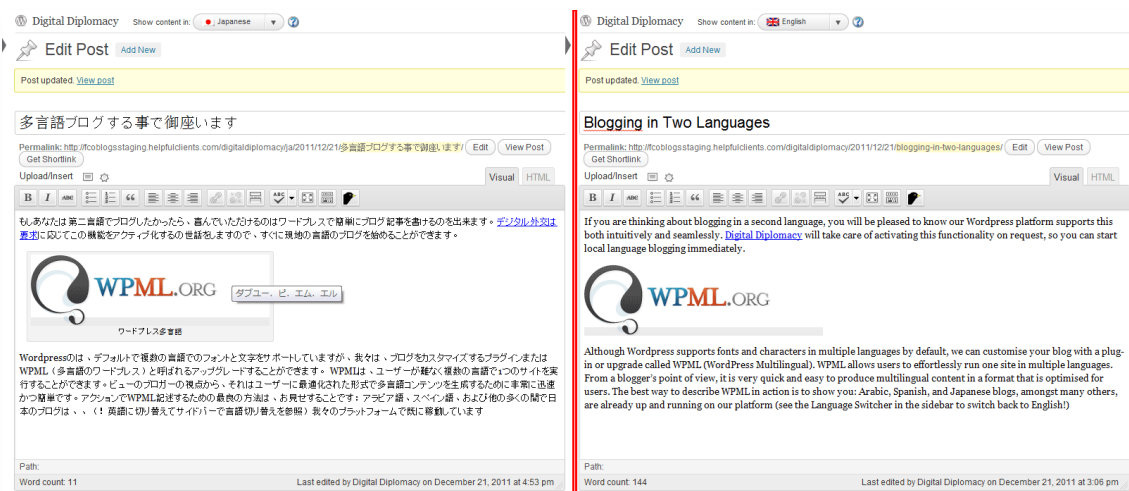 Digital Diplomacy Show content in: Japanese
Edit Post Add New
Post updated. View post
多言語ブログする事で御座います
Permalink: http://fcoblogsstaging.helpfulclients.com/digitaldiplomacy/ja/2011/12/21/多言語ブログする事で御座います/ Edit View Post
Get Shortlink
Upload/Insert Visual HTML
B I ABC ABC
もしあなたは第二言語でブログしたかったら、喜んでいただけるのはワードプレスで簡単にブログ記事を書けるのを出来ます。デジタル外交は
要求に応じてこの機能をアクティブ化するの世話をしますので、すぐに現地の言語のブログを始めることができます。
WPML.ORG
ダブユー．ピ．エム．エル
ワードプレス多言語
Wordpressのは、デフォルトで複数の言語でのフォントと文字をサポートしていますが、我々は、ブログをカスタマイズするプラグインまたは
WPML（多言語のワードプレス）と呼ばれるアップグレードすることができます。WPMLは、ユーザーが難なく複数の言語で1つのサイトを実
行することができます。ビューのブロガーの視点から、それはユーザーに最適化された形式で多言語コンテンツを生成するために非常に迅速
かつ簡単です。アクションでWPML記述するための最良の方法は、お見せすることです：アラビア語、スペイン語、および他の多くの間で日
本のブログは、、（！英語に切り替えてサイドバーで言語切り替えを参照）我々のプラットフォームで既に稼動しています
Path:
Word count: 11 Last edited by Digital Diplomacy on December 21, 2011 at 4:53 pm
Digital Diplomacy Show content in: English
Edit Post Add New
Post updated. View post
Blogging in Two Languages
Permalink: http://fcoblogsstaging.helpfulclients.com/digitaldiplomacy/2011/12/21/blogging-in-two-languages/ Edit View Post
Get Shortlink
Upload/Insert Visual HTML
B I ABC ABC
If you are thinking about blogging in a second language, you will be pleased to know our Wordpress platform supports this
both intuitively and seamlessly. Digital Diplomacy will take care of activating this functionality on request, so you can start
local language blogging immediately.
WPML.ORG
Although Wordpress supports fonts and characters in multiple languages by default, we can customise your blog with a plug-
in or upgrade called WPML (WordPress Multilingual). WPML allows users to effortlessly run one site in multiple languages.
From a blogger's point of view, it is very quick and easy to produce multilingual content in a format that is optimised for
users. The best way to describe WPML in action is to show you: Arabic, Spanish, and Japanese blogs, amongst many others,
are already up and running on our platform (see the Language Switcher in the sidebar to switch back to English!)
Path:
Word count: 144 Last edited by Digital Diplomacy on December 21, 2011 at 3:06 pm